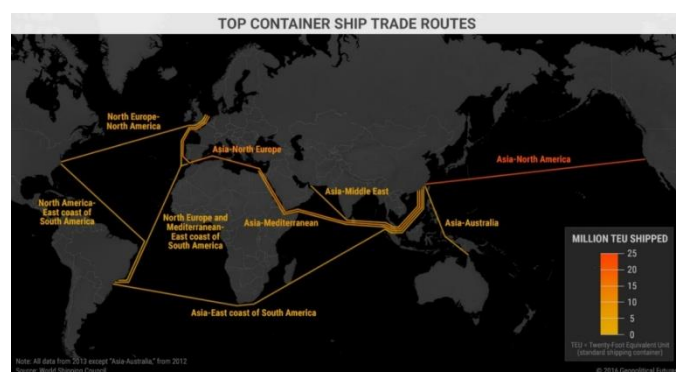 TOP CONTAINER SHIP TRADE ROUTES
North Europe-
North America
Asia-North Europe
Asia-North America
Asia-Middle East
North America-
East coast of
South America
North Europe and
Mediterranean-
East coast of
South America
Asia-Mediterranean
Asia-Australia
Asia-East coast of South America
MILLION TEU SHIPPED
25
20
15
10
5
0
TEU = Twenty-Foot Equivalent Unit
(standard shipping container)
Note: All data from 2013 except "Asia-Australia," from 2012
Source: World Shipping Council
© 2016 Geopolitical Futures